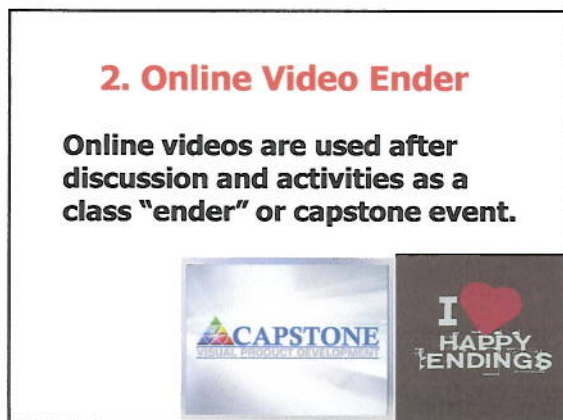 2. Online Video Ender
Online videos are used after
discussion and activities as a
class “ender” or capstone event.
CAPSTONE
VISUAL PRODUCT DEVELOPMENT
I
HAPPY
ENDINGS